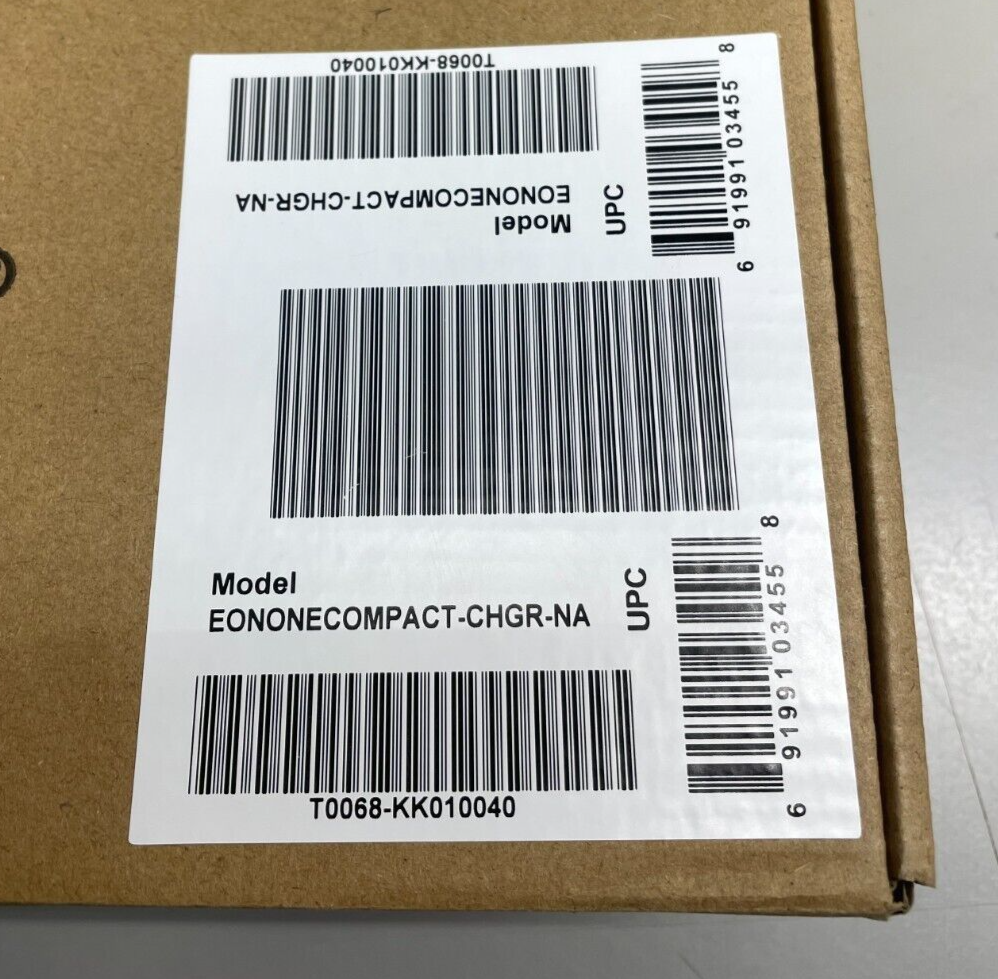 T0068-KK010040
EONONECOMPACT-CHGR-NA
Model
UPC
6 91991 03455 8
Model
EONONECOMPACT-CHGR-NA
UPC
6 91991 03455 8
T0068-KK010040